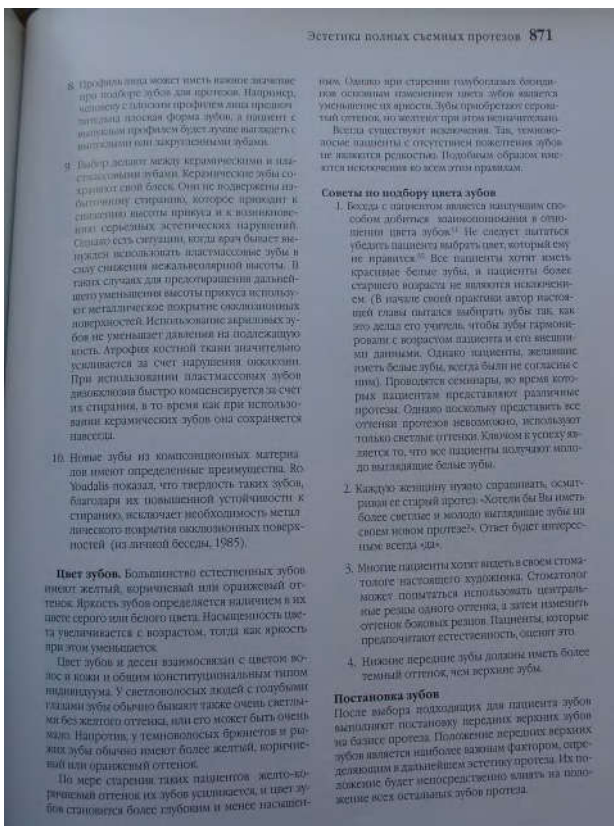 Эстетика полных съемных протезов 871
8. Профиль лица может иметь важное значение
при подборе зубов для протезов. Например,
человеку с плоским профилем лица предпоч-
тительна плоская форма зубов, а пациент с
выпуклым профилем будет лучше выглядеть с
выпуклыми или закругленными зубами.
9. Выбор делают между керамическими и пла-
стмассовыми зубами. Керамические зубы со-
храняют свой блеск. Они не подвержены из-
быточному стиранию, которое приводит к
снижению высоты прикуса и к возникнове-
нию серьезных эстетических нарушений.
Однако есть ситуации, когда врач бывает вы-
нужден использовать пластмассовые зубы в
силу снижения межальвеолярной высоты. В
таких случаях для предотвращения дальней-
шего уменьшения высоты прикуса использу-
ют металлическое покрытие окклюзионных
поверхностей. Использование акриловых зу-
бов не уменьшает давления на подлежащую
кость. Атрофия костной ткани значительно
усиливается за счет нарушения окклюзии.
При использовании пластмассовых зубов
дизокклюзия быстро компенсируется за счет
их стирания, в то время как при использо-
вании керамических зубов она сохраняется
навсегда.
10. Новые зубы из композиционных материа-
лов имеют определенные преимущества. Ro
Youdalis показал, что твердость таких зубов,
благодаря их повышенной устойчивости к
стиранию, исключает необходимость метал
лического покрытия окклюзионных поверх-
ностей (из личной беседы, 1985).
Цвет зубов. Большинство естественных зубов
имеют желтый, коричневый или оранжевый от-
тенок. Яркость зубов определяется наличием в их
цвете серого или белого цвета. Насыщенность цве-
та увеличивается с возрастом, тогда как яркость
при этом уменьшается.
Цвет зубов и десен взаимосвязан с цветом во-
лос и кожи и общим конституциональным типом
индивидуума. У светловолосых людей с голубыми
глазами зубы обычно бывают также очень светлы-
ми без желтого оттенка, или его может быть очень
мало. Напротив, у темноволосых брюнетов и ры-
жих зубы обычно имеют более желтый, коричне-
вый или оранжевый оттенок.
По мере старения таких пациентов желто-ко-
ричневый оттенок их зубов усиливается, и цвет зу-
бов становится более глубоким и менее насыщен-
ным. Однако при старении голубоглазых блонди-
нов основным изменением цвета зубов является
уменьшение их яркости. Зубы приобретают серова-
тый оттенок, но желтеют при этом незначительно.
Всегда существуют исключения. Так, темново-
лосые пациенты с отсутствием пожелтения зубов
не являются редкостью. Подобным образом име-
ются исключения ко всем этим правилам.
Советы по подбору цвета зубов
1. Беседа с пациентом является наилучшим спо-
собом добиться взаимопонимания в отно-
шении цвета зубов. Не следует пытаться
убедить пациента выбрать цвет, который ему
не нравится. Все пациенты хотят иметь
красивые белые зубы, и пациенты более
старшего возраста не являются исключени-
ем. (В начале своей практики автор настоя-
щей главы пытался выбирать зубы так, как
это делал его учитель, чтобы зубы гармони-
ровали с возрастом пациента и его внешни-
ми данными. Однако пациенты, желавшие
иметь белые зубы, всегда были не согласны с
ним). Проводятся семинары, во время кото-
рых пациентам представляют различные
протезы. Однако поскольку представить все
оттенки протезов невозможно, используют
только светлые оттенки. Ключом к успеху яв-
ляется то, что все пациенты получают моло-
до выглядящие белые зубы.
2. Каждую женщину нужно спрашивать, осмат-
ривая ее старый протез: «Хотели бы Вы иметь
более светлые и молодо выглядящие зубы на
своем новом протезе?». Ответ будет интерес-
ным: всегда «да».
3. Многие пациенты хотят видеть в своем стома-
тологе настоящего художника. Стоматолог
может попытаться использовать централь-
ные резцы одного оттенка, а затем изменить
оттенок боковых резцов. Пациенты, которые
предпочитают естественность, оценят это.
4. Нижние передние зубы должны иметь более
темный оттенок, чем верхние зубы.
Постановка зубов
После выбора подходящих для пациента зубов
выполняют постановку передних верхних зубов
на базисе протеза. Положение передних верхних
зубов является наиболее важным фактором, опре-
деляющим в дальнейшем эстетику протеза. Их по-
ложение будет непосредственно влиять на поло-
жение всех остальных зубов протеза.